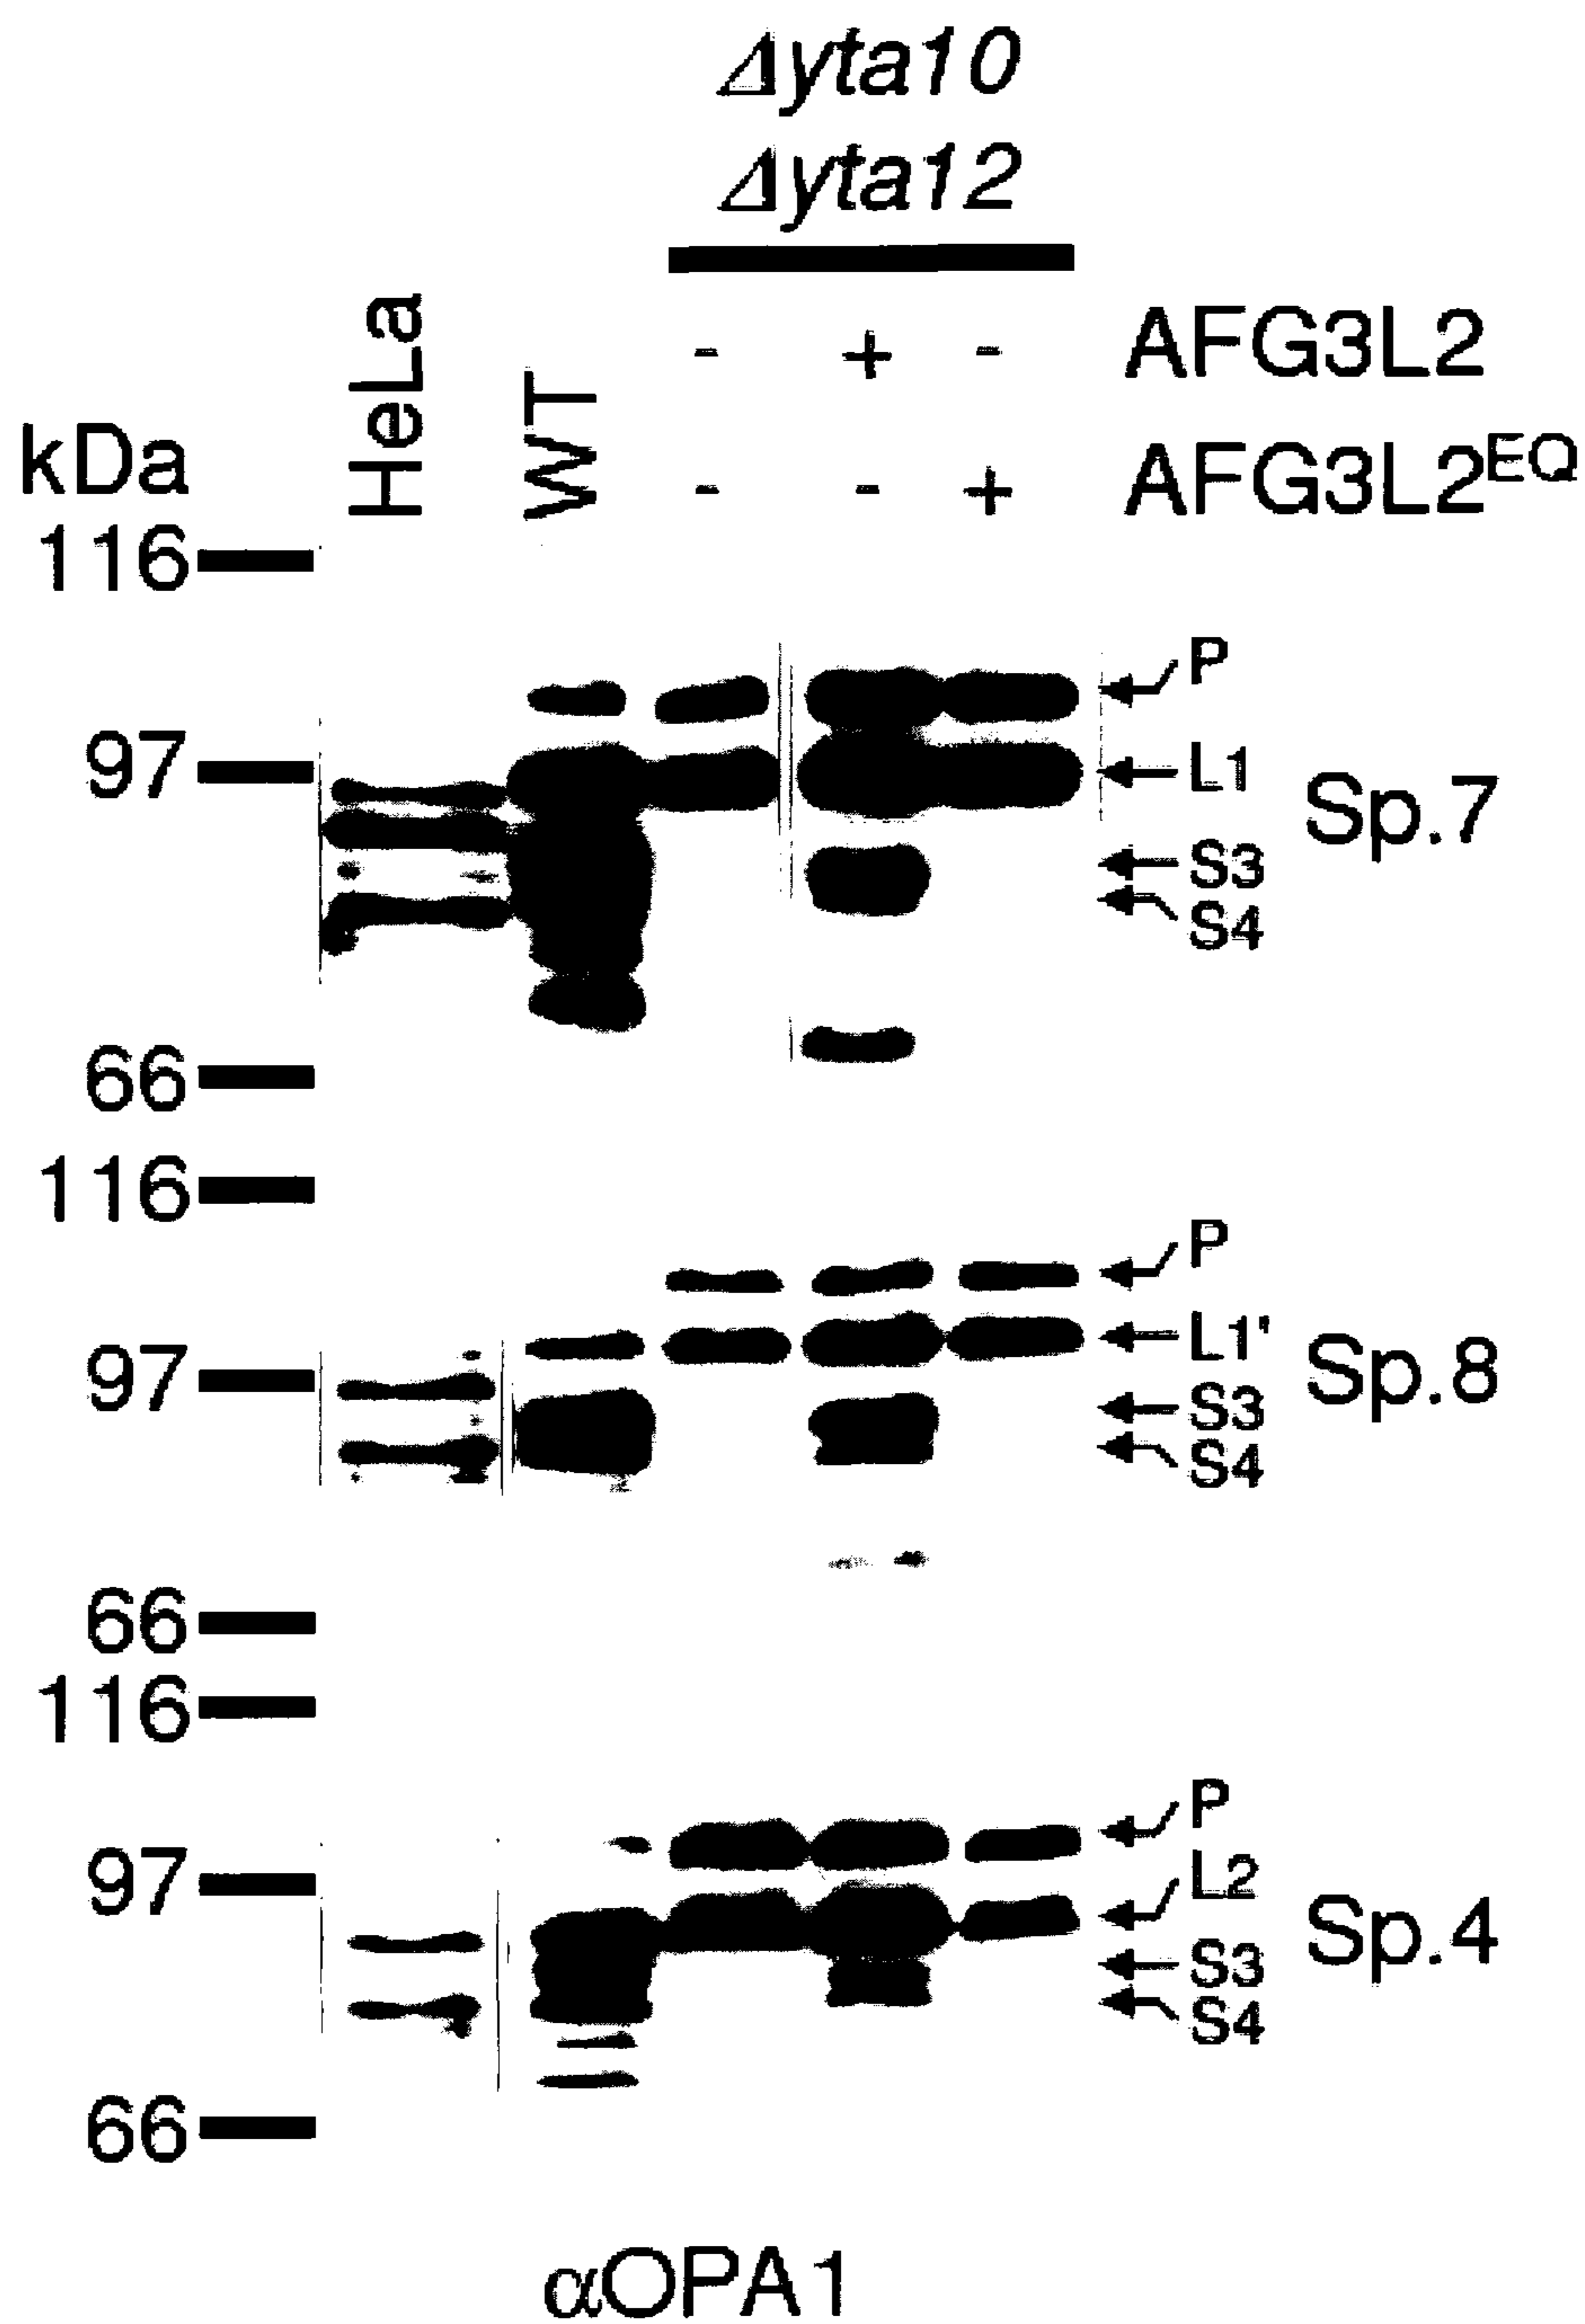 Δyta10
Δyta12
HeLa
WT
- + - AFG3L2
- - + AFG3L2EQ
kDa
116
97
66
P
L1
S3
S4
Sp.7
116
97
66
P
L1'
S3
S4
Sp.8
116
97
66
P
L2
S3
S4
Sp.4
αOPA1